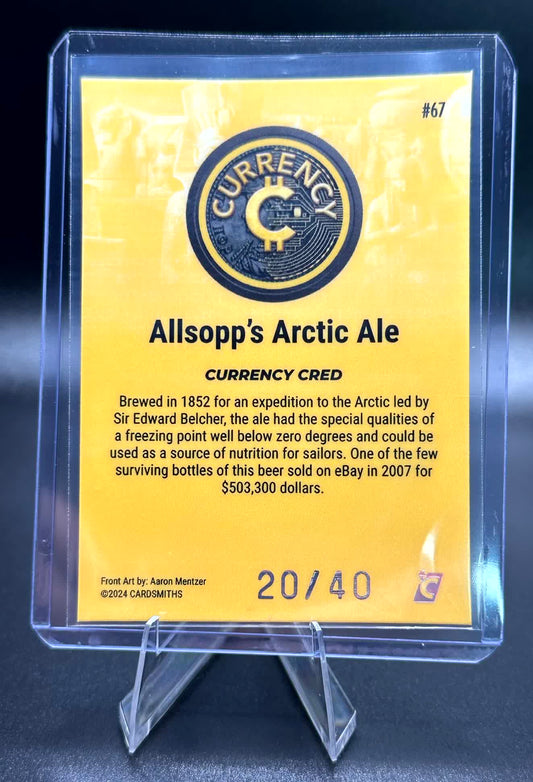 #67
CURRENCY
Allsopp's Arctic Ale
CURRENCY CRED
Brewed in 1852 for an expedition to the Arctic led by
Sir Edward Belcher, the ale had the special qualities of
a freezing point well below zero degrees and could be
used as a source of nutrition for sailors. One of the few
surviving bottles of this beer sold on eBay in 2007 for
$503,300 dollars.
Front Art by: Aaron Mentzer
©2024 CARDSMITHS
20/40